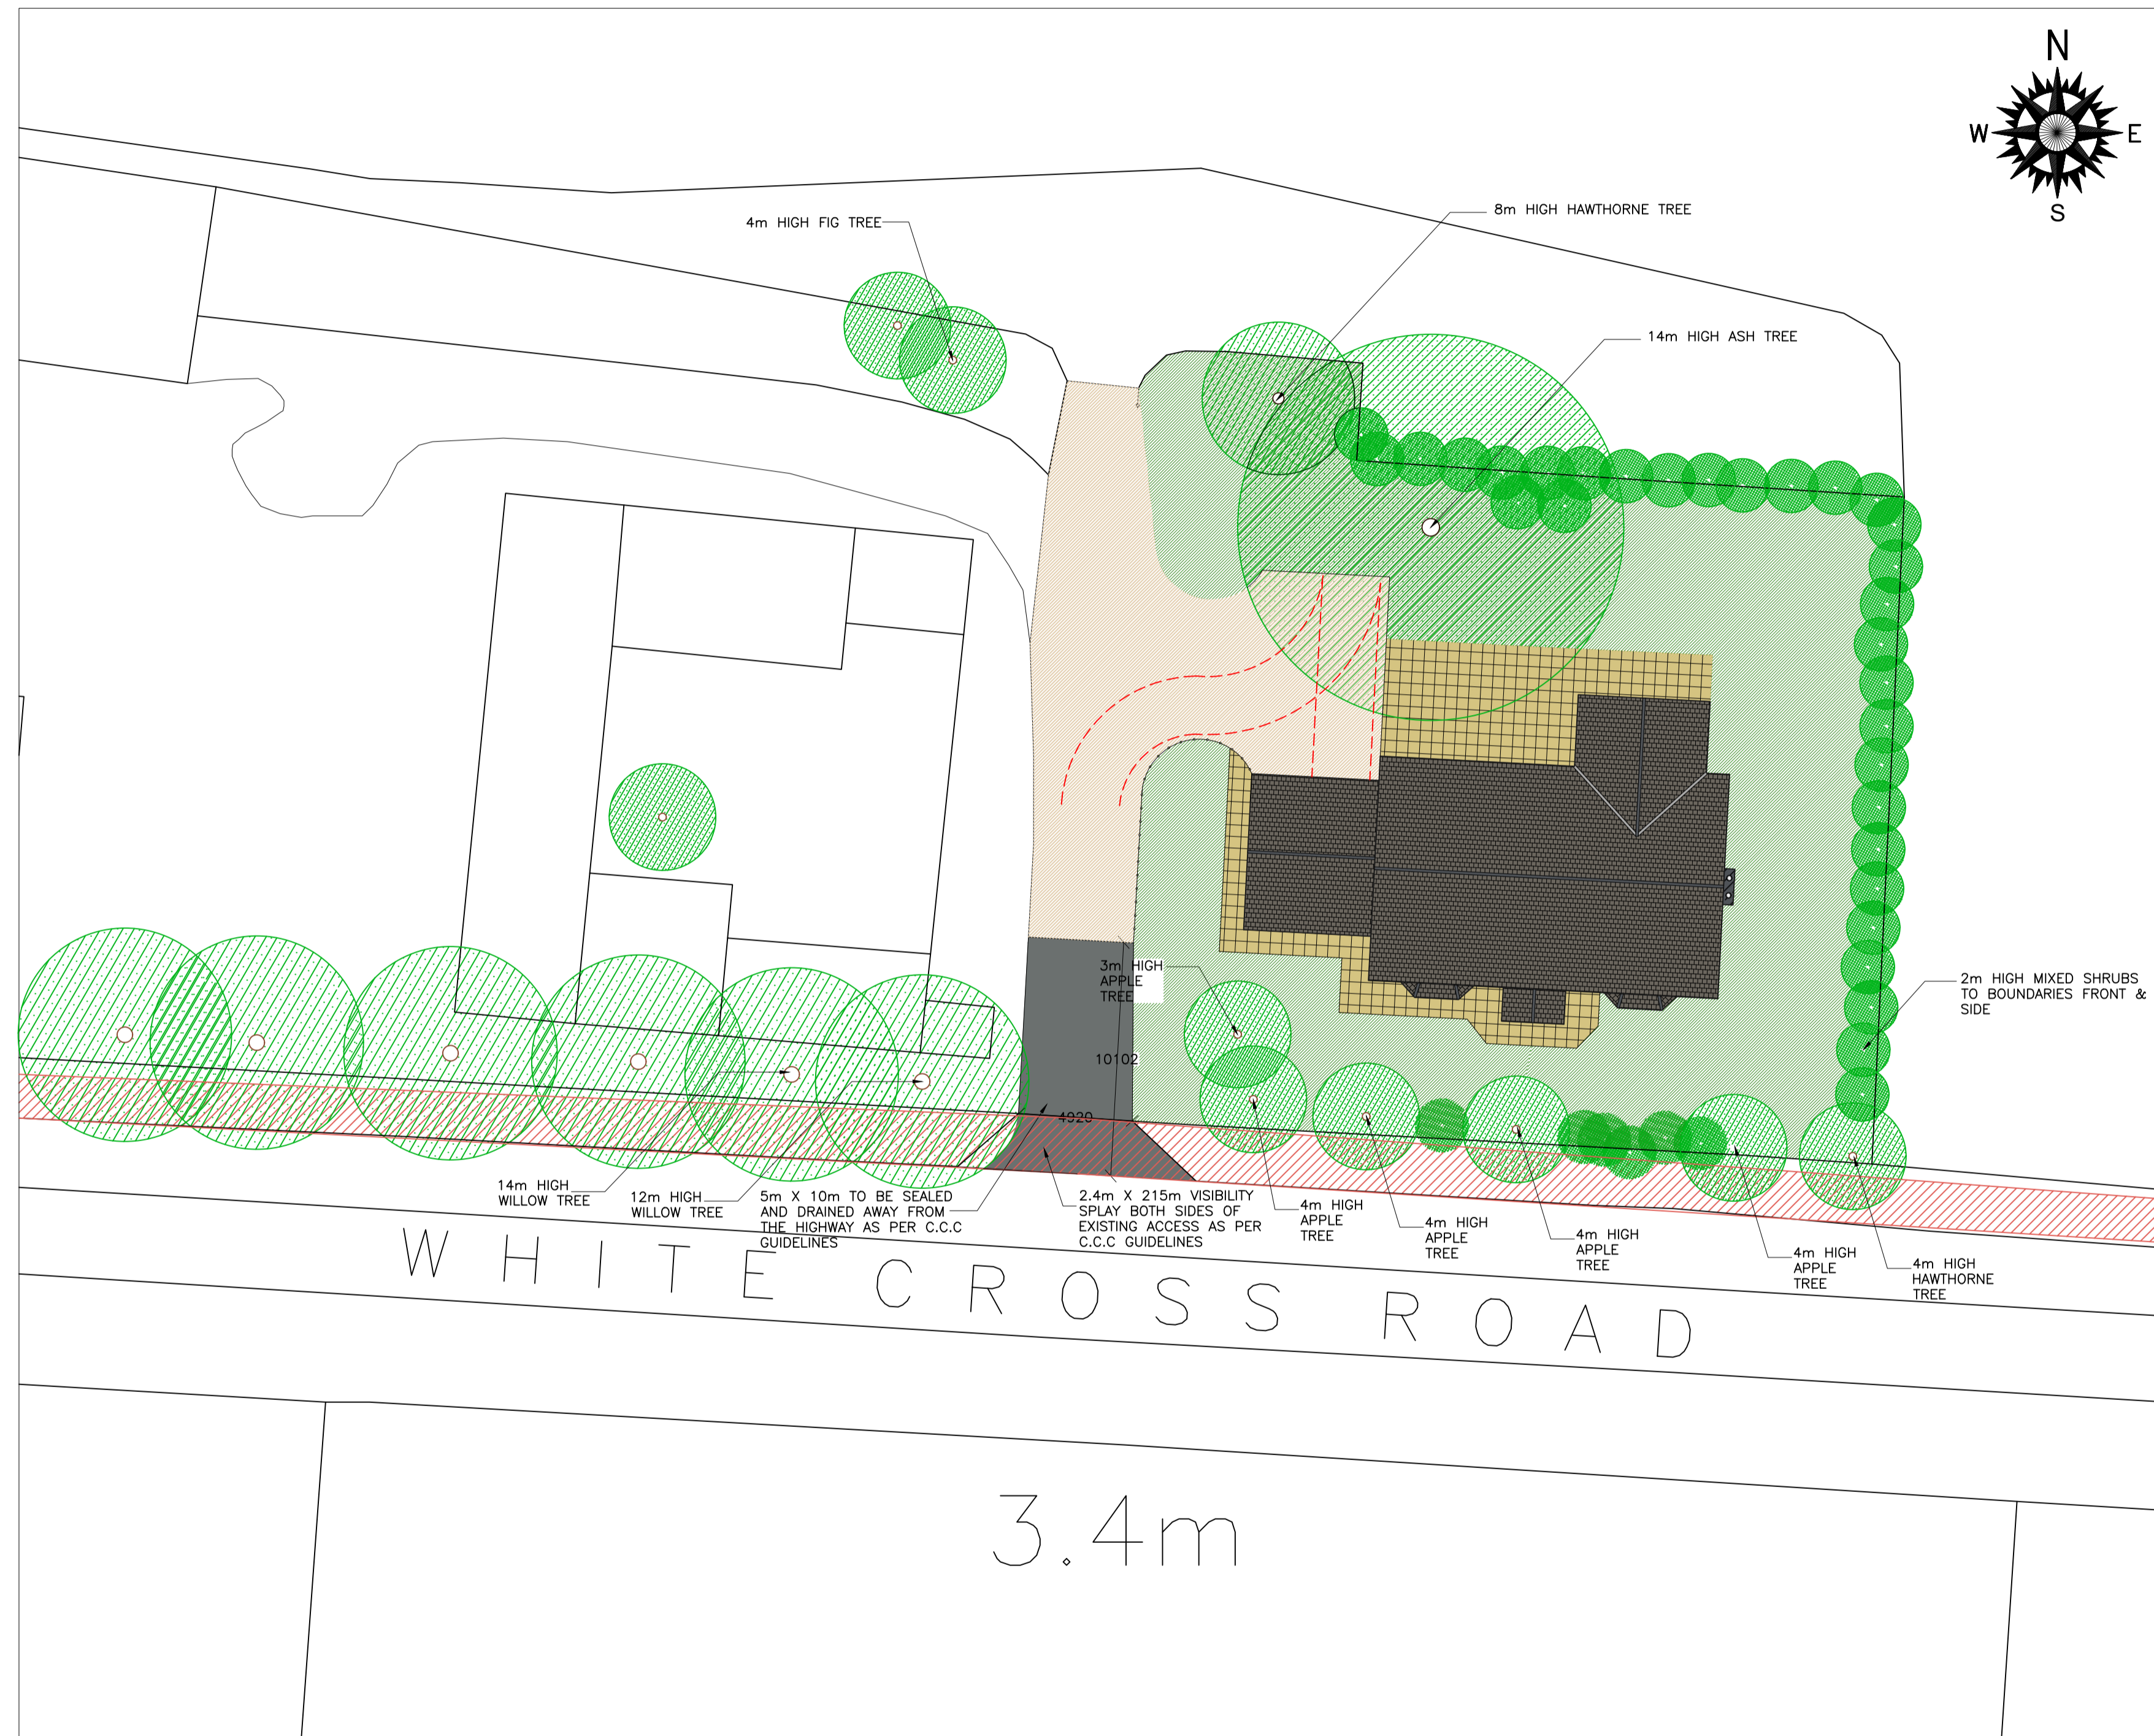 N
W E
S
4m HIGH FIG TREE
8m HIGH HAWTHORNE TREE
14m HIGH ASH TREE
3m HIGH
APPLE
TREE
2m HIGH MIXED SHRUBS
TO BOUNDARIES FRONT &
SIDE
10102
4920
14m HIGH
WILLOW TREE
12m HIGH
WILLOW TREE
5m X 10m TO BE SEALED
AND DRAINED AWAY FROM
THE HIGHWAY AS PER C.C.C
GUIDELINES
2.4m X 215m VISIBILITY
SPLAY BOTH SIDES OF
EXISTING ACCESS AS PER
C.C.C GUIDELINES
4m HIGH
APPLE
TREE
4m HIGH
APPLE
TREE
4m HIGH
APPLE
TREE
4m HIGH
APPLE
TREE
4m HIGH
HAWTHORNE
TREE
WHITE CROSS ROAD
3.4m